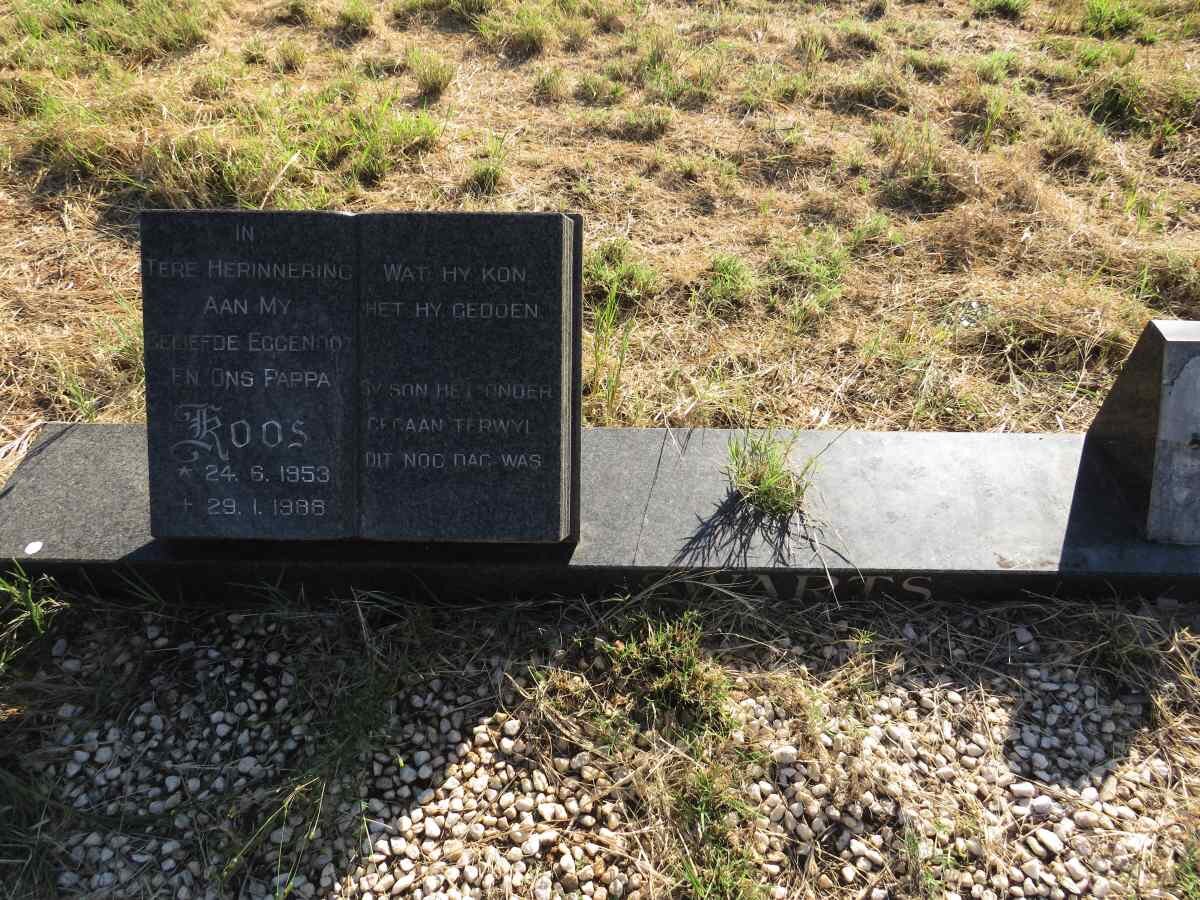 IN
TERE HERINNERING
AAN MY
GELIEFDE EGGENOOT
EN ONS PAPPA
Koos
* 24. 6. 1953
+ 29. 1. 1988
WAT HY KON
HET HY GEDOEN
SY SON HET ONDER
GEGAAN TERWYL
DIT NOG DAG WAS
SWARTS